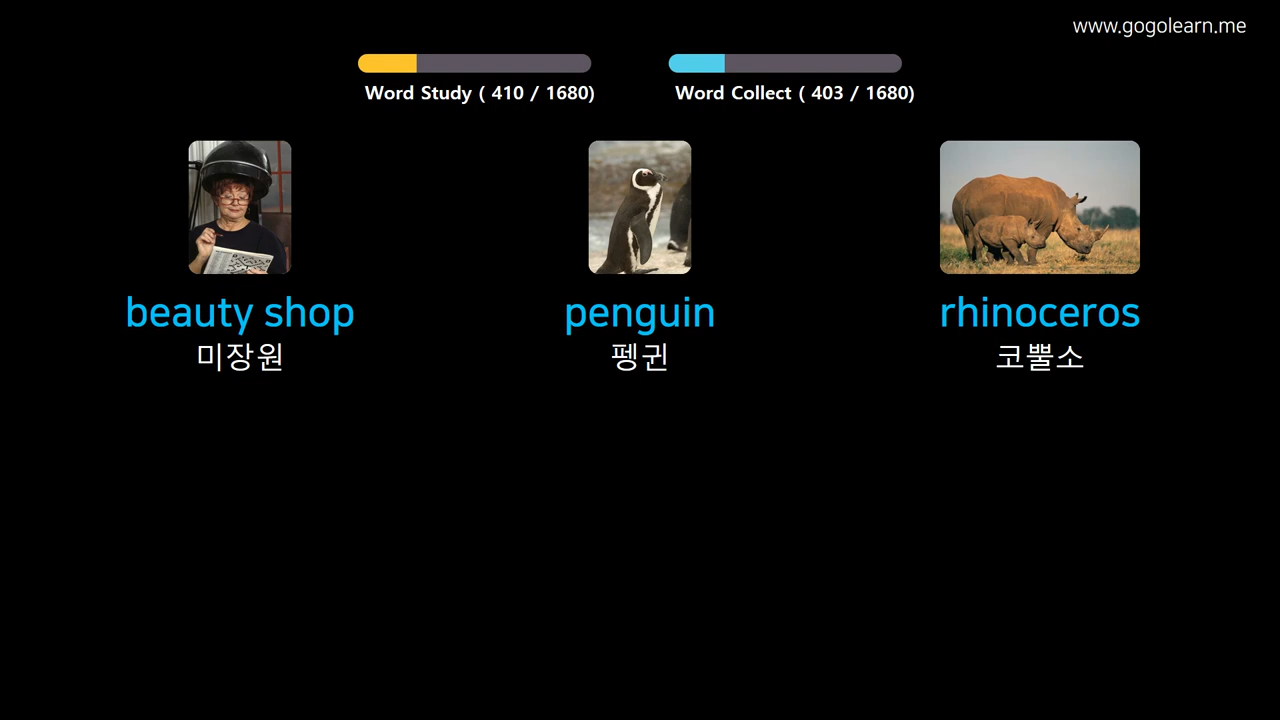 www.gogolearn.me
Word Study ( 410 / 1680)
Word Collect ( 403 / 1680)
beauty shop
펭귄
penguin
rhinoceros
미장원
코뿔소